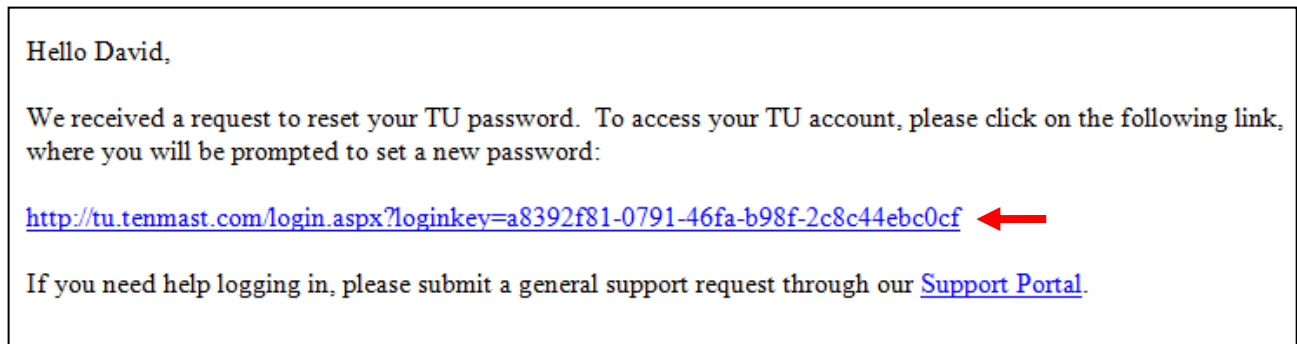 Hello David,
We received a request to reset your TU password.  To access your TU account, please click on the following link,
where you will be prompted to set a new password:
http://tu.tenmast.com/login.aspx?loginkey=a8392f81-0791-46fa-b98f-2c8c44ebc0cf
If you need help logging in, please submit a general support request through our Support Portal.